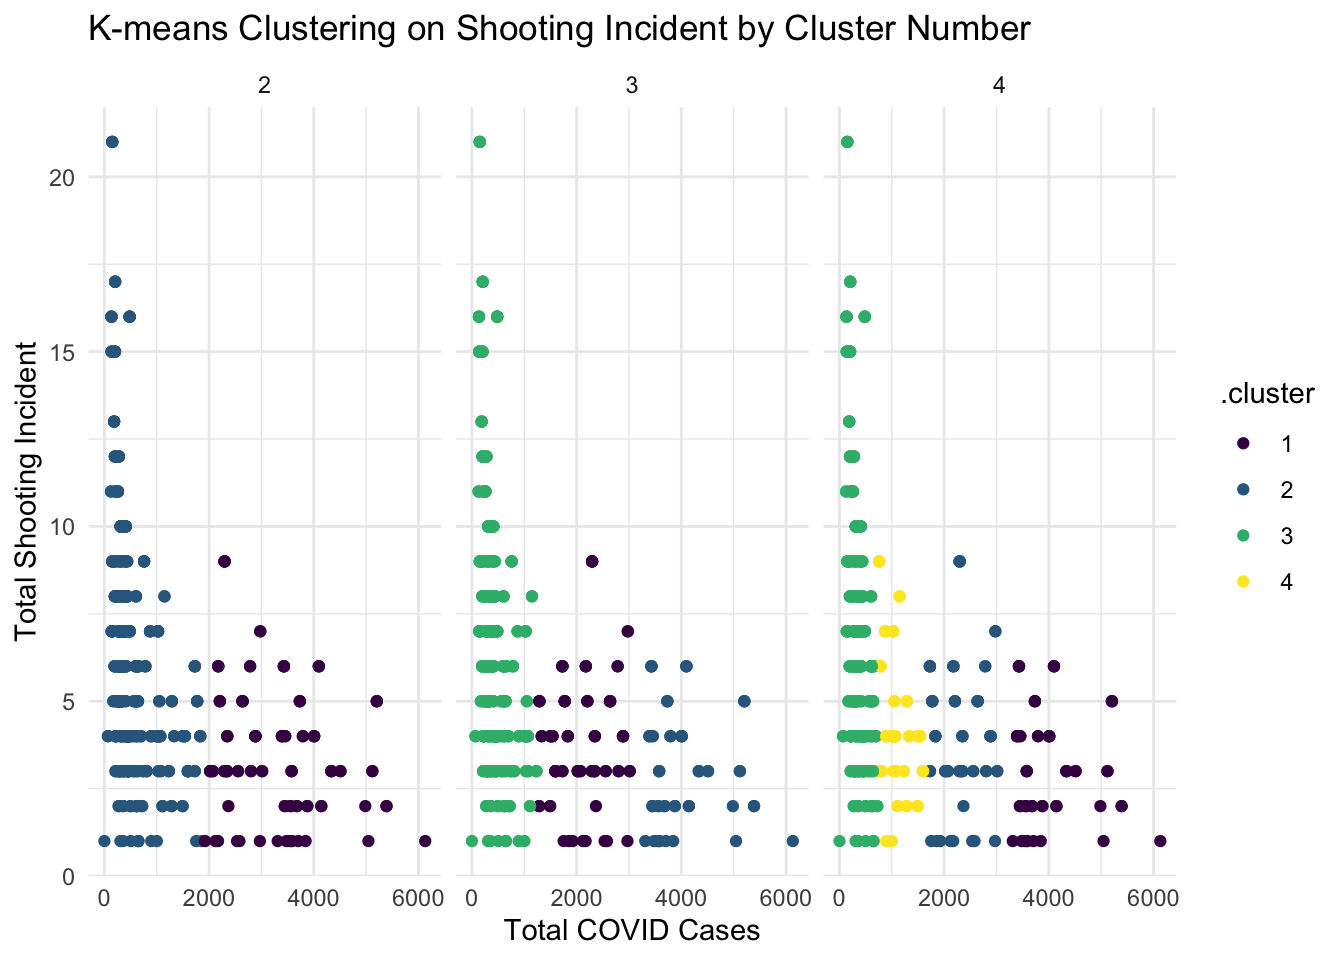 K-means Clustering on Shooting Incident by Cluster Number
2 3 4
20
15
10
5
0
Total Shooting Incident
0 2000 4000 6000 0 2000 4000 6000 0 2000 4000 6000
Total COVID Cases
.cluster
1
2
3
4